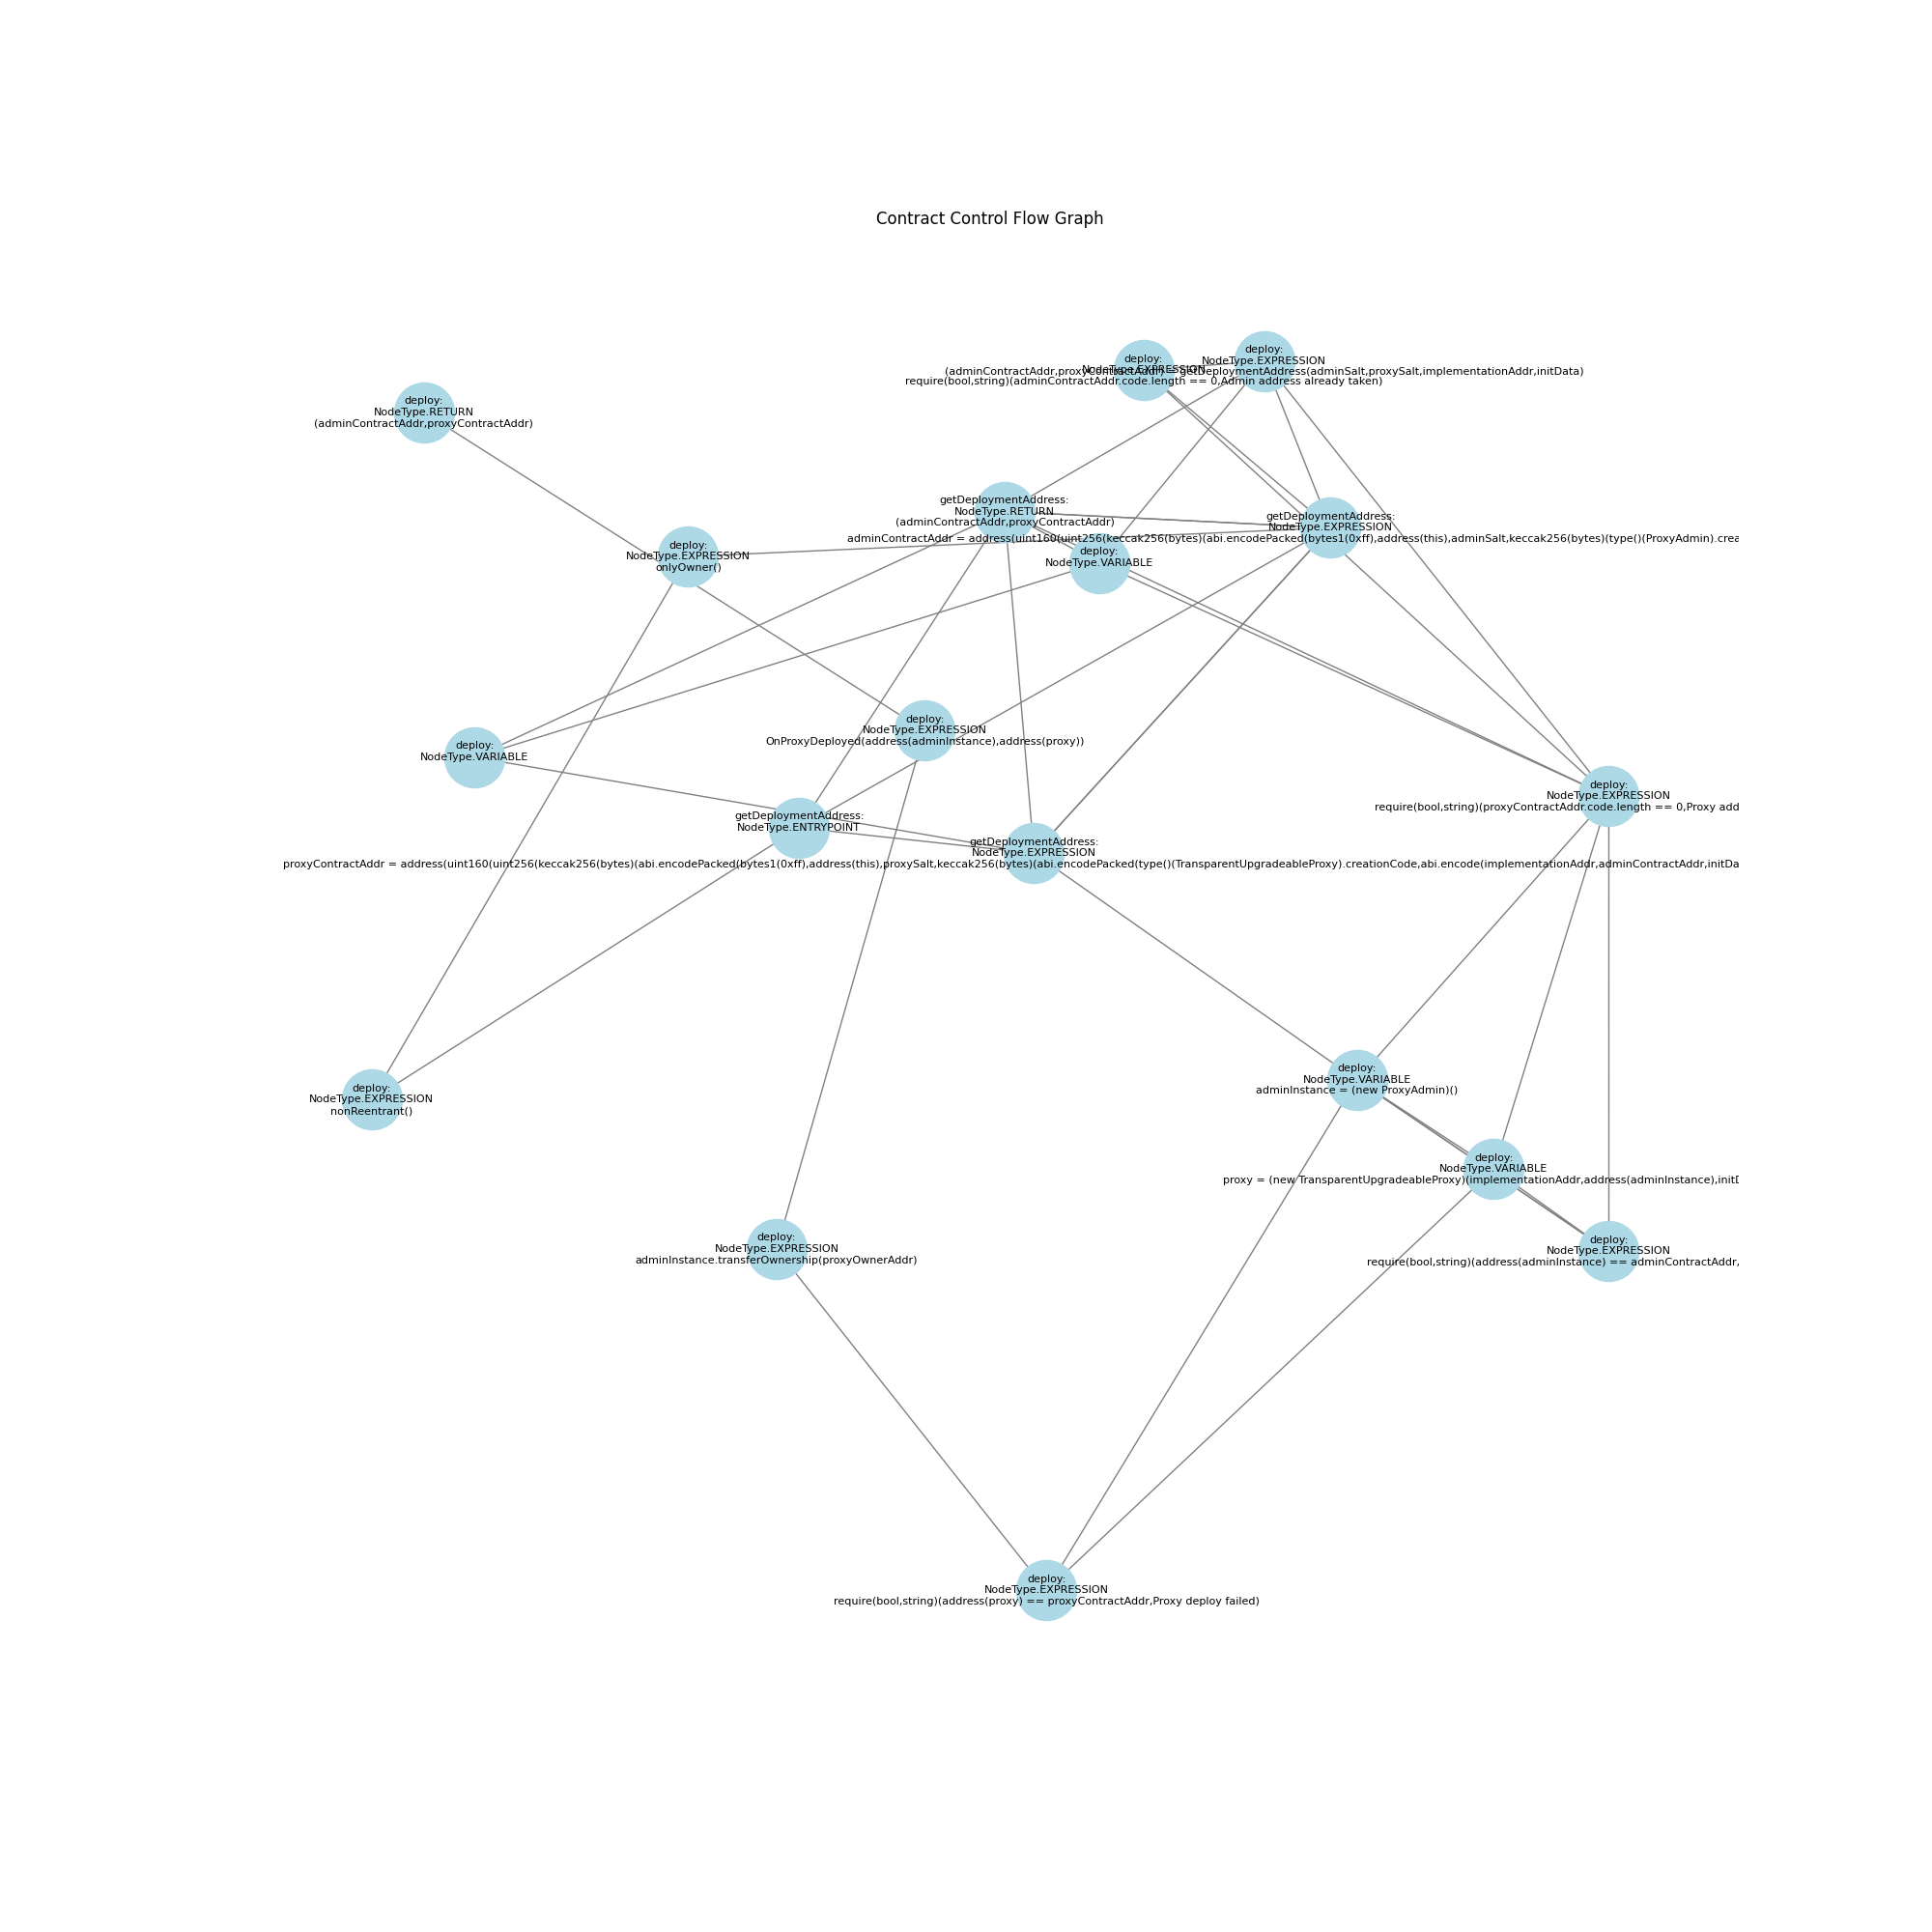 Contract Control Flow Graph
deploy:
NodeType.EXPRESSION
(adminContractAddr,proxyContractAddr) = getDeploymentAddress(adminSalt,proxySalt,implementationAddr,initData)
deploy:
NodeType.EXPRESSION
require(bool,string)(adminContractAddr.code.length == 0,Admin address already taken)
deploy:
NodeType.RETURN
(adminContractAddr,proxyContractAddr)
getDeploymentAddress:
NodeType.RETURN
(adminContractAddr,proxyContractAddr)
getDeploymentAddress:
NodeType.EXPRESSION
adminContractAddr = address(uint160(uint256(keccak256(bytes)(abi.encodePacked(bytes1(0xff),address(this),adminSalt,keccak256(bytes)(type()(ProxyAdmin).crea
deploy:
NodeType.EXPRESSION
onlyOwner()
deploy:
NodeType.VARIABLE
deploy:
NodeType.EXPRESSION
OnProxyDeployed(address(adminInstance),address(proxy))
deploy:
NodeType.VARIABLE
deploy:
NodeType.EXPRESSION
require(bool,string)(proxyContractAddr.code.length == 0,Proxy add
getDeploymentAddress:
NodeType.ENTRYPOINT
getDeploymentAddress:
NodeType.EXPRESSION
proxyContractAddr = address(uint160(uint256(keccak256(bytes)(abi.encodePacked(bytes1(0xff),address(this),proxySalt,keccak256(bytes)(abi.encodePacked(type()(TransparentUpgradeableProxy).creationCode,abi.encode(implementationAddr,adminContractAddr,initDa
deploy:
NodeType.VARIABLE
adminInstance = (new ProxyAdmin)()
deploy:
NodeType.EXPRESSION
nonReentrant()
deploy:
NodeType.VARIABLE
proxy = (new TransparentUpgradeableProxy)(implementationAddr,address(adminInstance),init
deploy:
NodeType.EXPRESSION
adminInstance.transferOwnership(proxyOwnerAddr)
deploy:
NodeType.EXPRESSION
require(bool,string)(address(adminInstance) == adminContractAddr,
deploy:
NodeType.EXPRESSION
require(bool,string)(address(proxy) == proxyContractAddr,Proxy deploy failed)